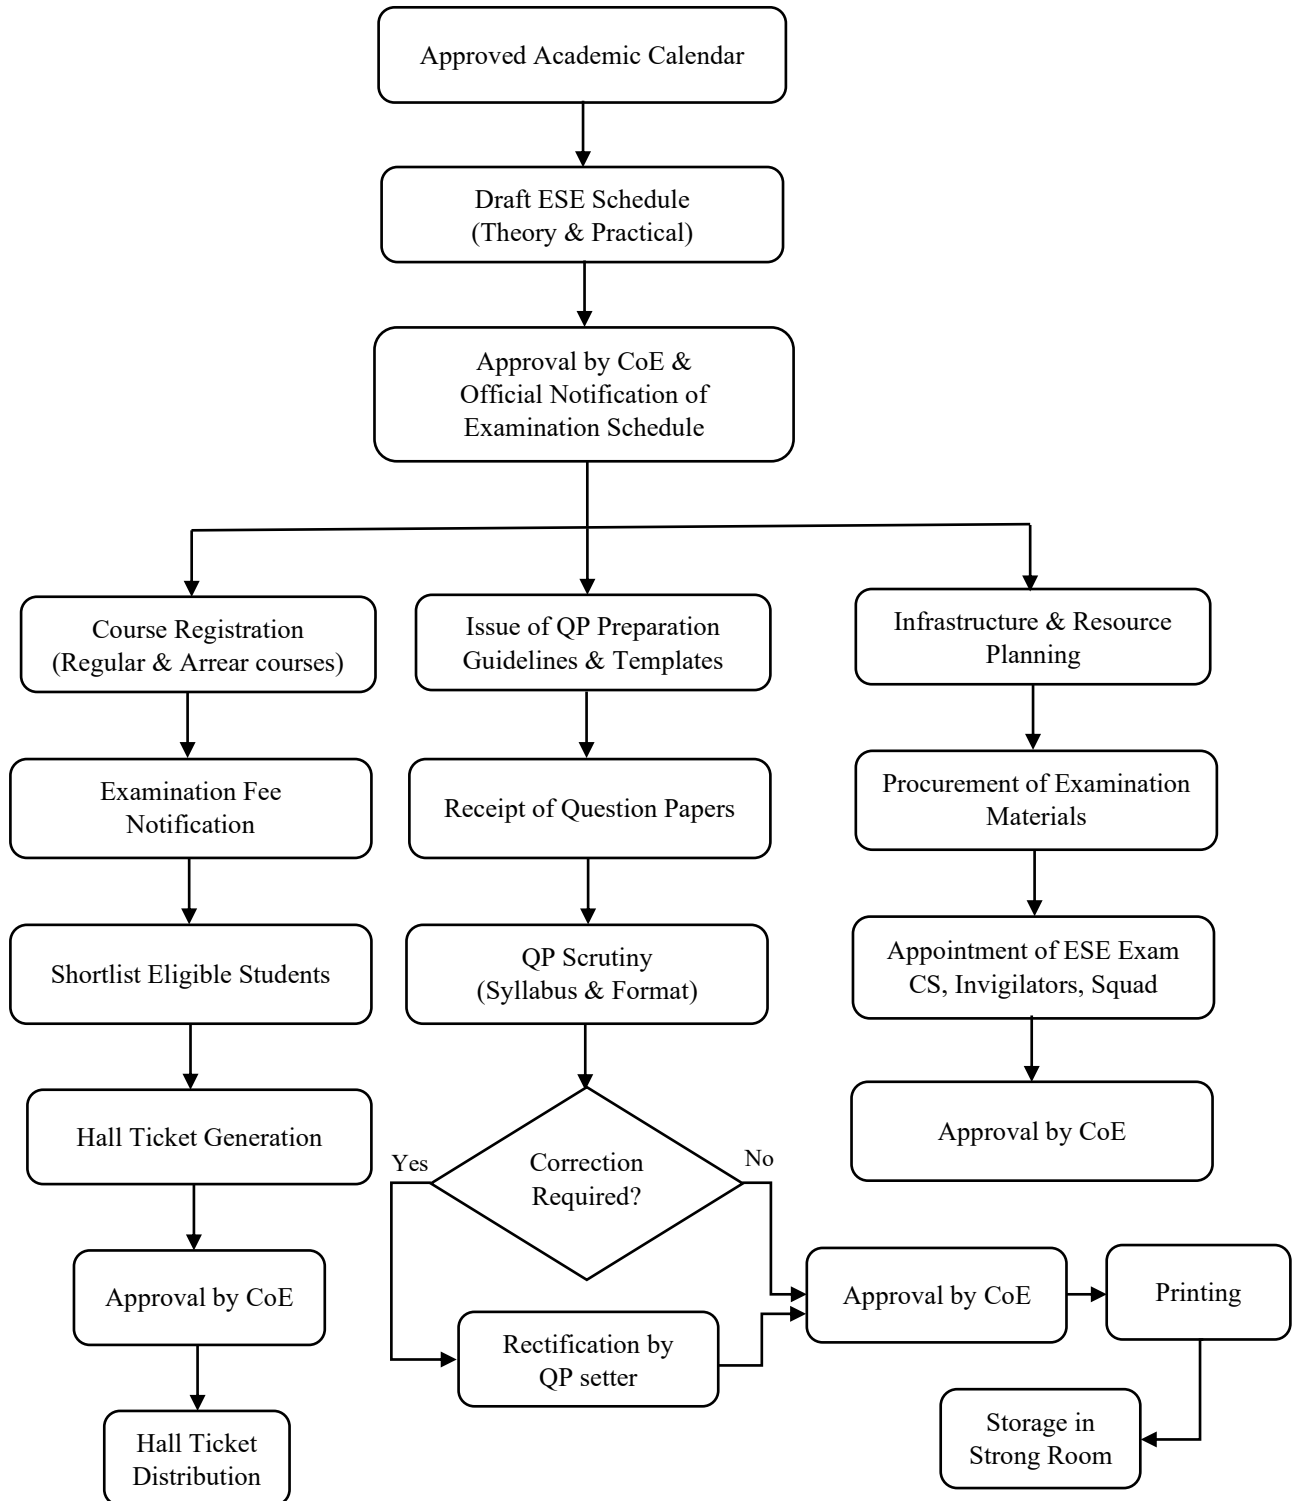 Approved Academic Calendar
Draft ESE Schedule
(Theory & Practical)
Approval by CoE &
Official Notification of
Examination Schedule
Course Registration
(Regular & Arrear courses)
Examination Fee
Notification
Shortlist Eligible Students
Hall Ticket Generation
Approval by CoE
Hall Ticket
Distribution
Issue of QP Preparation
Guidelines & Templates
Receipt of Question Papers
QP Scrutiny
(Syllabus & Format)
Correction
Required?
Yes
No
Rectification by
QP setter
Approval by CoE
Printing
Storage in
Strong Room
Infrastructure & Resource
Planning
Procurement of Examination
Materials
Appointment of ESE Exam
CS, Invigilators, Squad
Approval by CoE